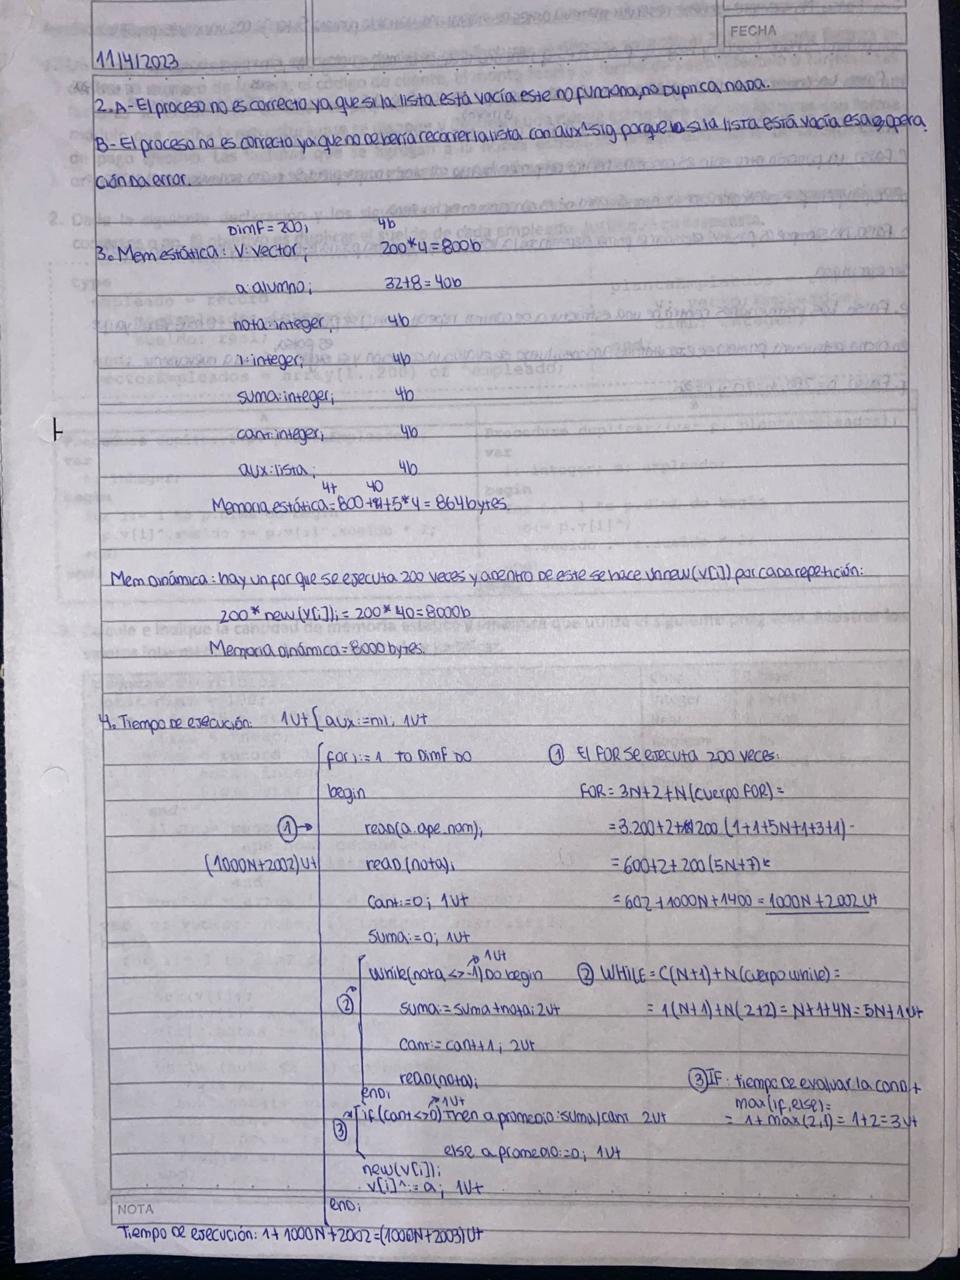 FECHA
11/4/2023
2. A- El proceso no es correcto ya que si la lista está vacía este no funciona, no duplica nada.
B- El proceso no es correcto ya que no debería recorrer la lista con aux^.sig, porque si la lista está vacía esa opera
ción da error.
Dimf = 200; 4b
3. Mem estática: V: vector; 200*4 = 800b
a: alumno; 32+8 = 40b
nota: integer; 4b
i: integer; 4b
suma: integer; 4b
cant: integer; 4b
aux: lista; 4b
4+ 40
Memoria estática = 800 + +5*4 = 864 bytes.
Mem Dinámica: hay un for que se ejecuta 200 veces y adentro de este se hace un new(v[i]) por cada repetición:
200* new(v[i]); = 200*40 = 8000b
Memoria dinámica = 8000 bytes.
4. Tiempo de ejecución: 1Ut { aux:=nil; 1Ut
for i:=1 to Dimf do ① El FOR se ejecuta 200 veces:
begin FOR = 3N+2+N(cuerpo FOR) =
①→ read(a.ape_nom); = 3.200+2+ 200 (1+1+5N+1+3+1)
(1000N+2002)Ut read(nota); = 600+2+200(5N+7)
cant:=0; 1Ut = 602+1000N+1400 = 1000N+2002 Ut
suma:=0; 1Ut
1Ut
while(nota <> -1) do begin ② WHILE = C(N+1)+N(cuerpo while) =
② suma:= suma+nota; 2Ut = 1(N+1)+N(2+2) = N+1+4N = 5N+1Ut
cant:= cant+1; 2Ut
read(nota); ③ IF: tiempo de evaluar la cond +
end; max(if, else) =
1Ut
③ if(cant<>0) then a.promedio:=suma/cant 2Ut = 1+max(2,1) = 1+2 = 3Ut
else a.promedio:=0; 1Ut
new(v[i]);
v[i]^:= a; 1Ut
NOTA
end;
Tiempo de ejecución: 1+1000N+2002 = (1000N+2003)Ut